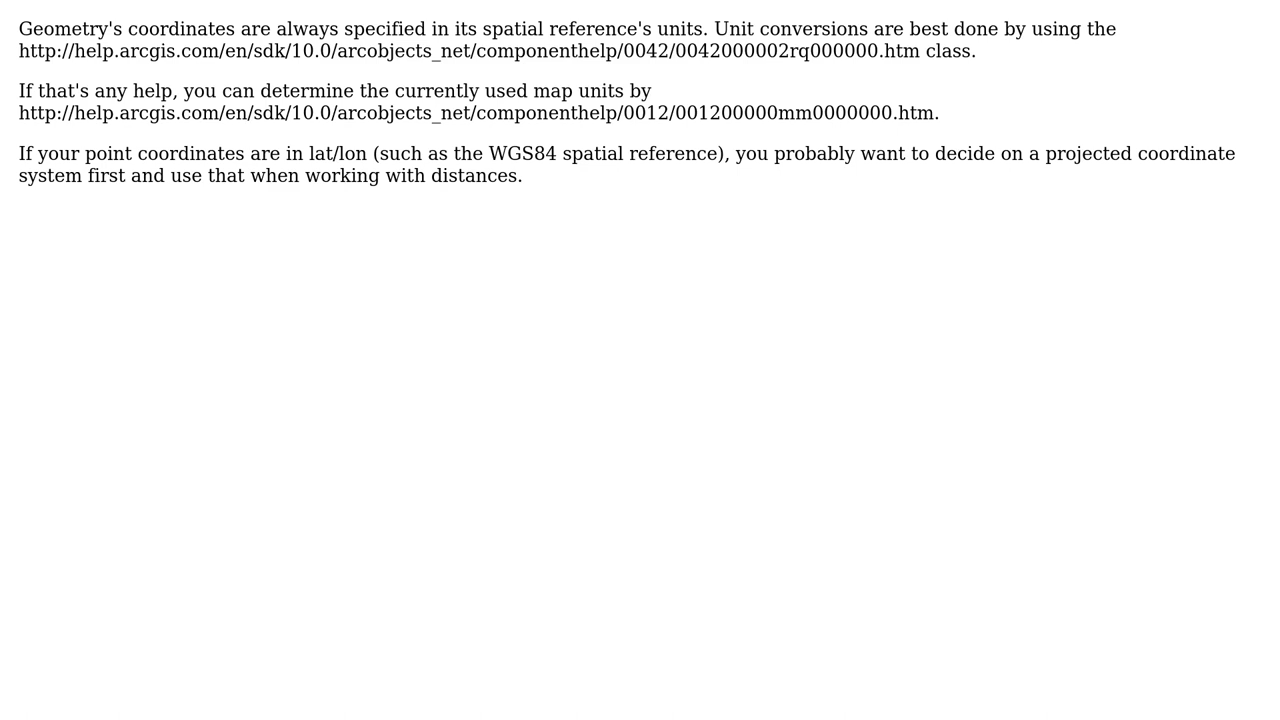 Geometry's coordinates are always specified in its spatial reference's units. Unit conversions are best done by using the
http://help.arcgis.com/en/sdk/10.0/arcobjects_net/componenthelp/0042/0042000002rq000000.htm class.
If that's any help, you can determine the currently used map units by
http://help.arcgis.com/en/sdk/10.0/arcobjects_net/componenthelp/0012/001200000mm0000000.htm.
If your point coordinates are in lat/lon (such as the WGS84 spatial reference), you probably want to decide on a projected coordinate
system first and use that when working with distances.